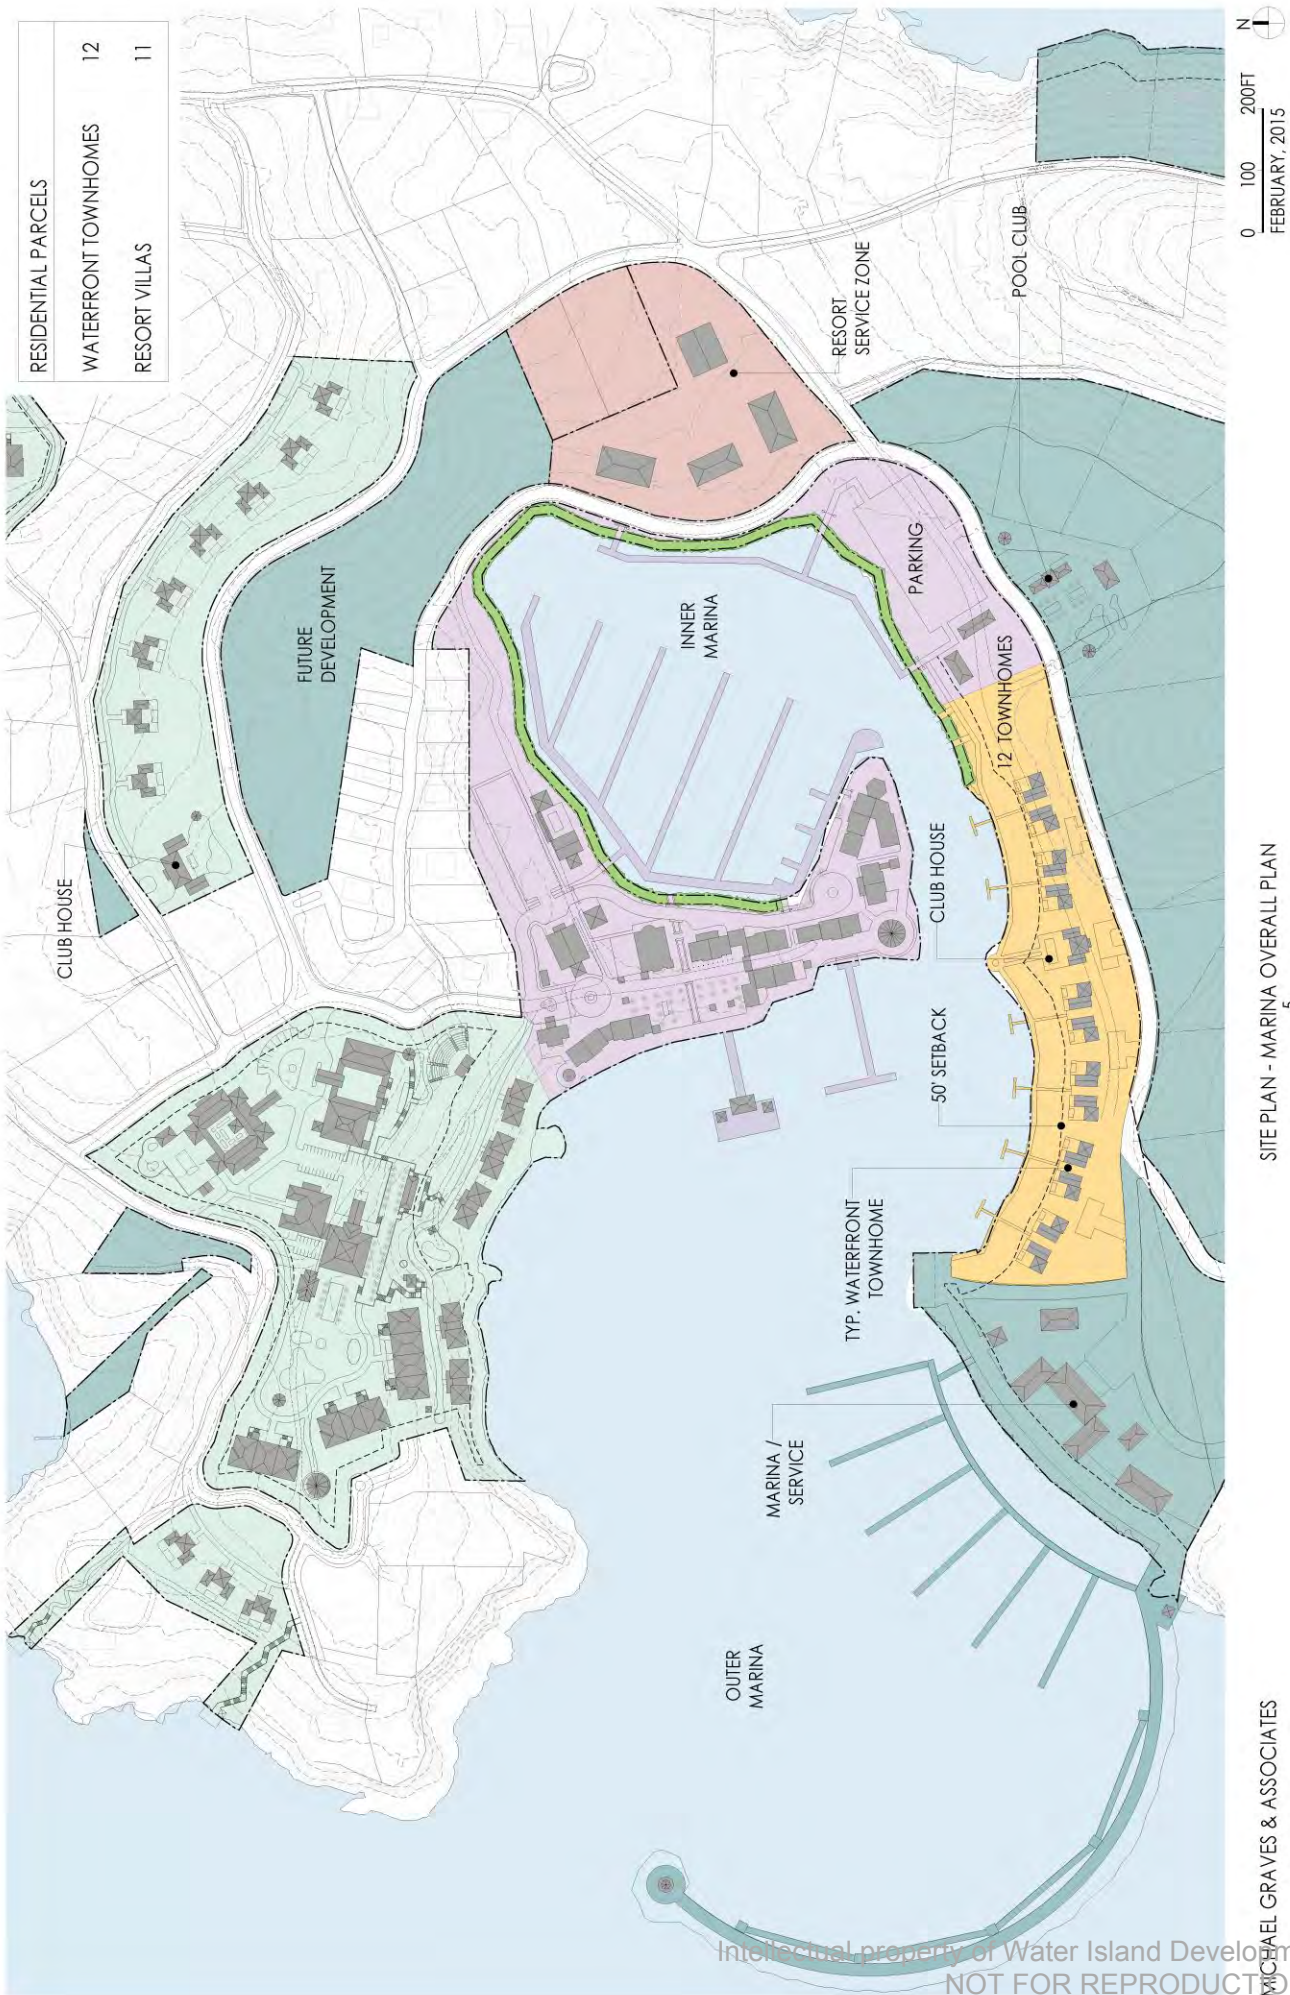 RESIDENTIAL PARCELS
WATERFRONT TOWNHOMES 12
RESORT VILLAS 11
CLUB HOUSE
FUTURE
DEVELOPMENT
INNER
MARINA
RESORT
SERVICE ZONE
PARKING
POOL CLUB
12 TOWNHOMES
CLUB HOUSE
50' SETBACK
TYP. WATERFRONT
TOWNHOME
MARINA /
SERVICE
OUTER
MARINA
N
0 100 200FT
FEBRUARY, 2015
SITE PLAN - MARINA OVERALL PLAN
5
MICHAEL GRAVES & ASSOCIATES
Intellectual property of Water Island
NOT FOR